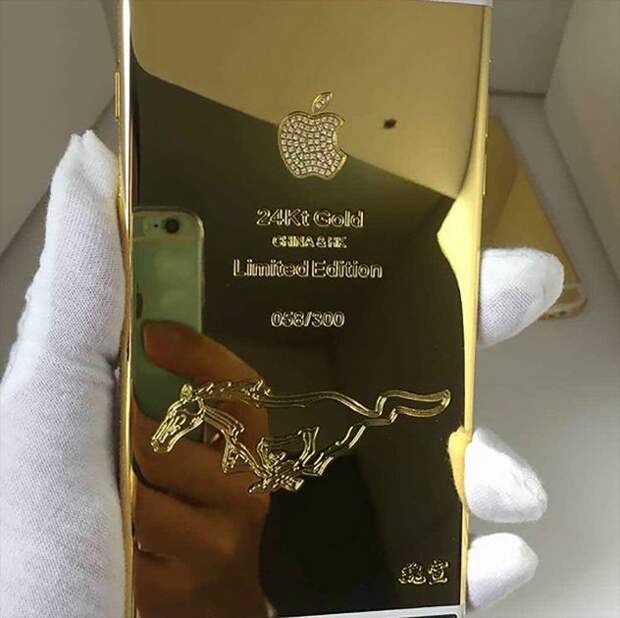 24Kt Gold
CHINA & HK
Limited Edition
058/300